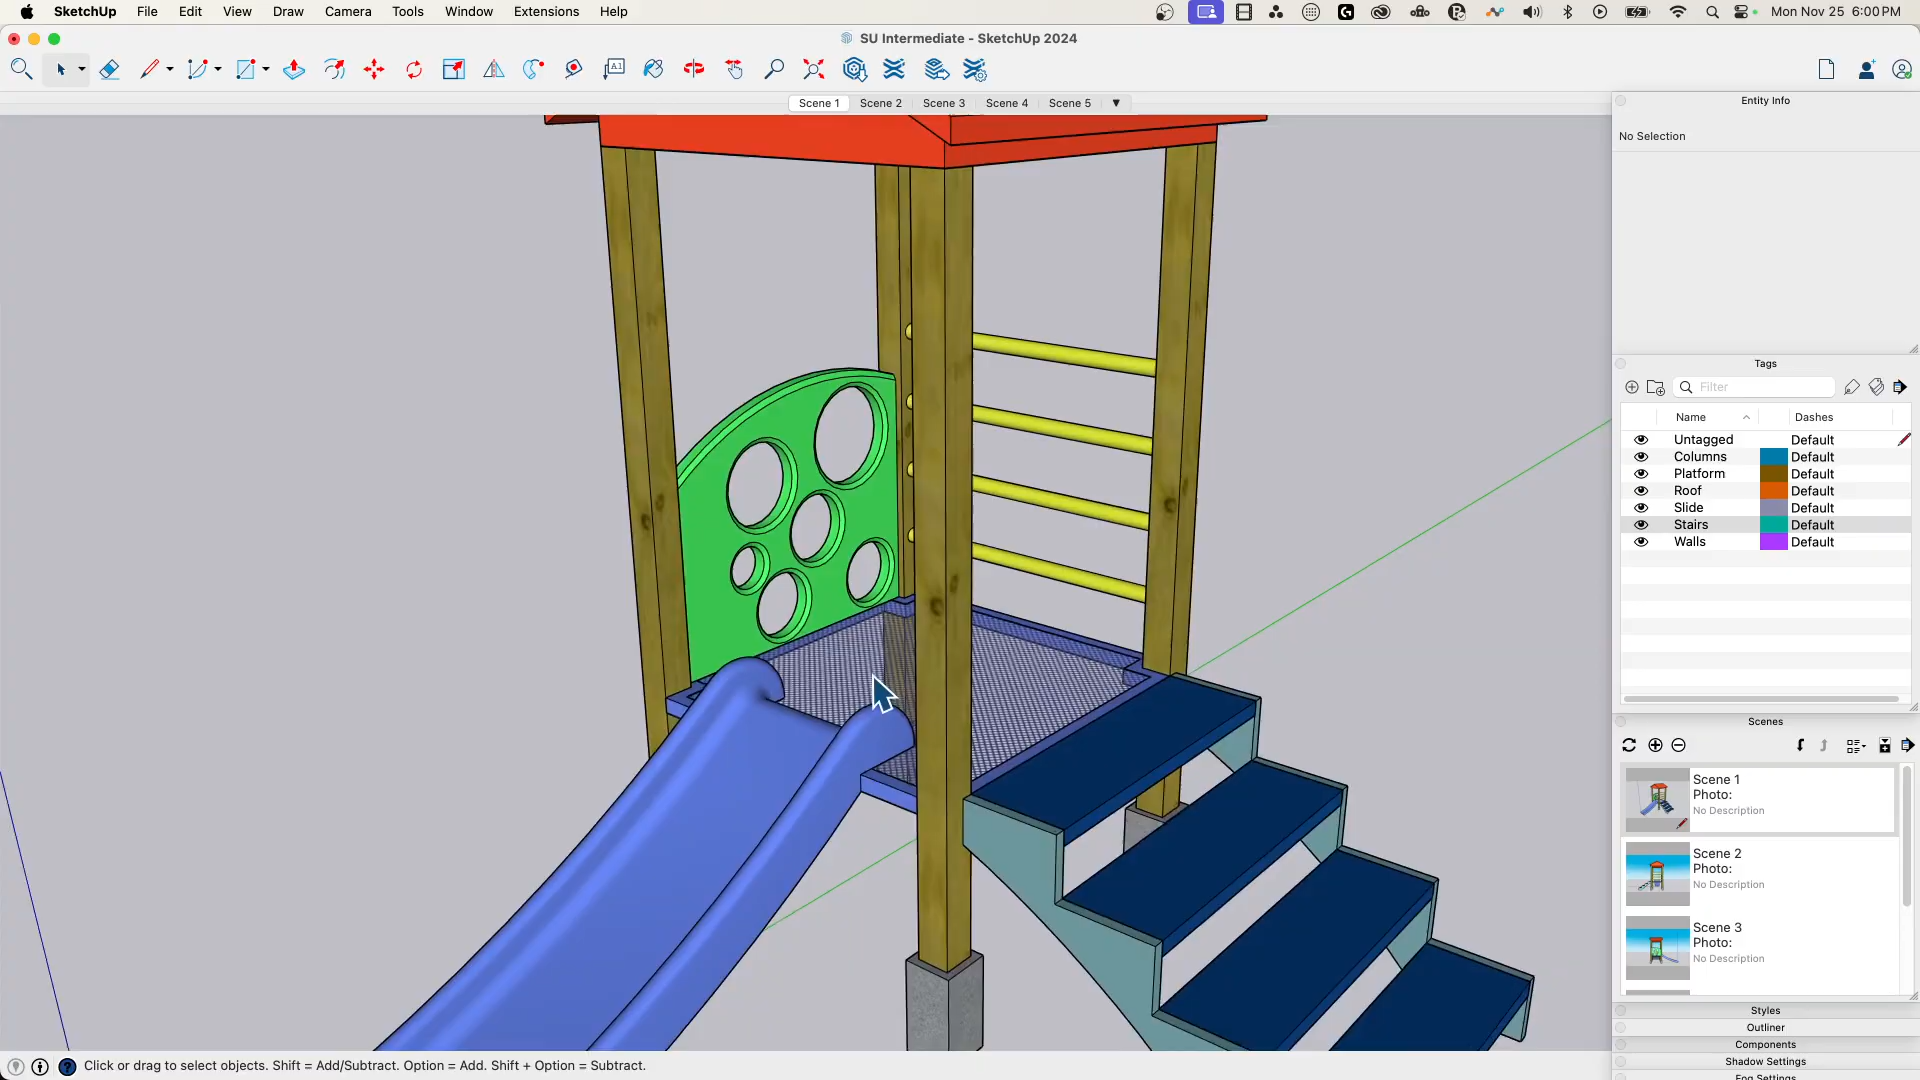 SketchUp File Edit View Draw Camera Tools Window Extensions Help Mon Nov 25 6:00 PM
SU Intermediate - SketchUp 2024
A1
Scene 1 Scene 2 Scene 3 Scene 4 Scene 5
Entity Info
No Selection
Tags
Filter
Name Dashes
Untagged Default
Columns Default
Platform Default
Roof Default
Slide Default
Stairs Default
Walls Default
Scenes
Scene 1
Photo:
No Description
Scene 2
Photo:
No Description
Scene 3
Photo:
No Description
Styles
Outliner
Components
Shadow Settings
Fog Settings
Click or drag to select objects. Shift = Add/Subtract. Option = Add. Shift + Option = Subtract.